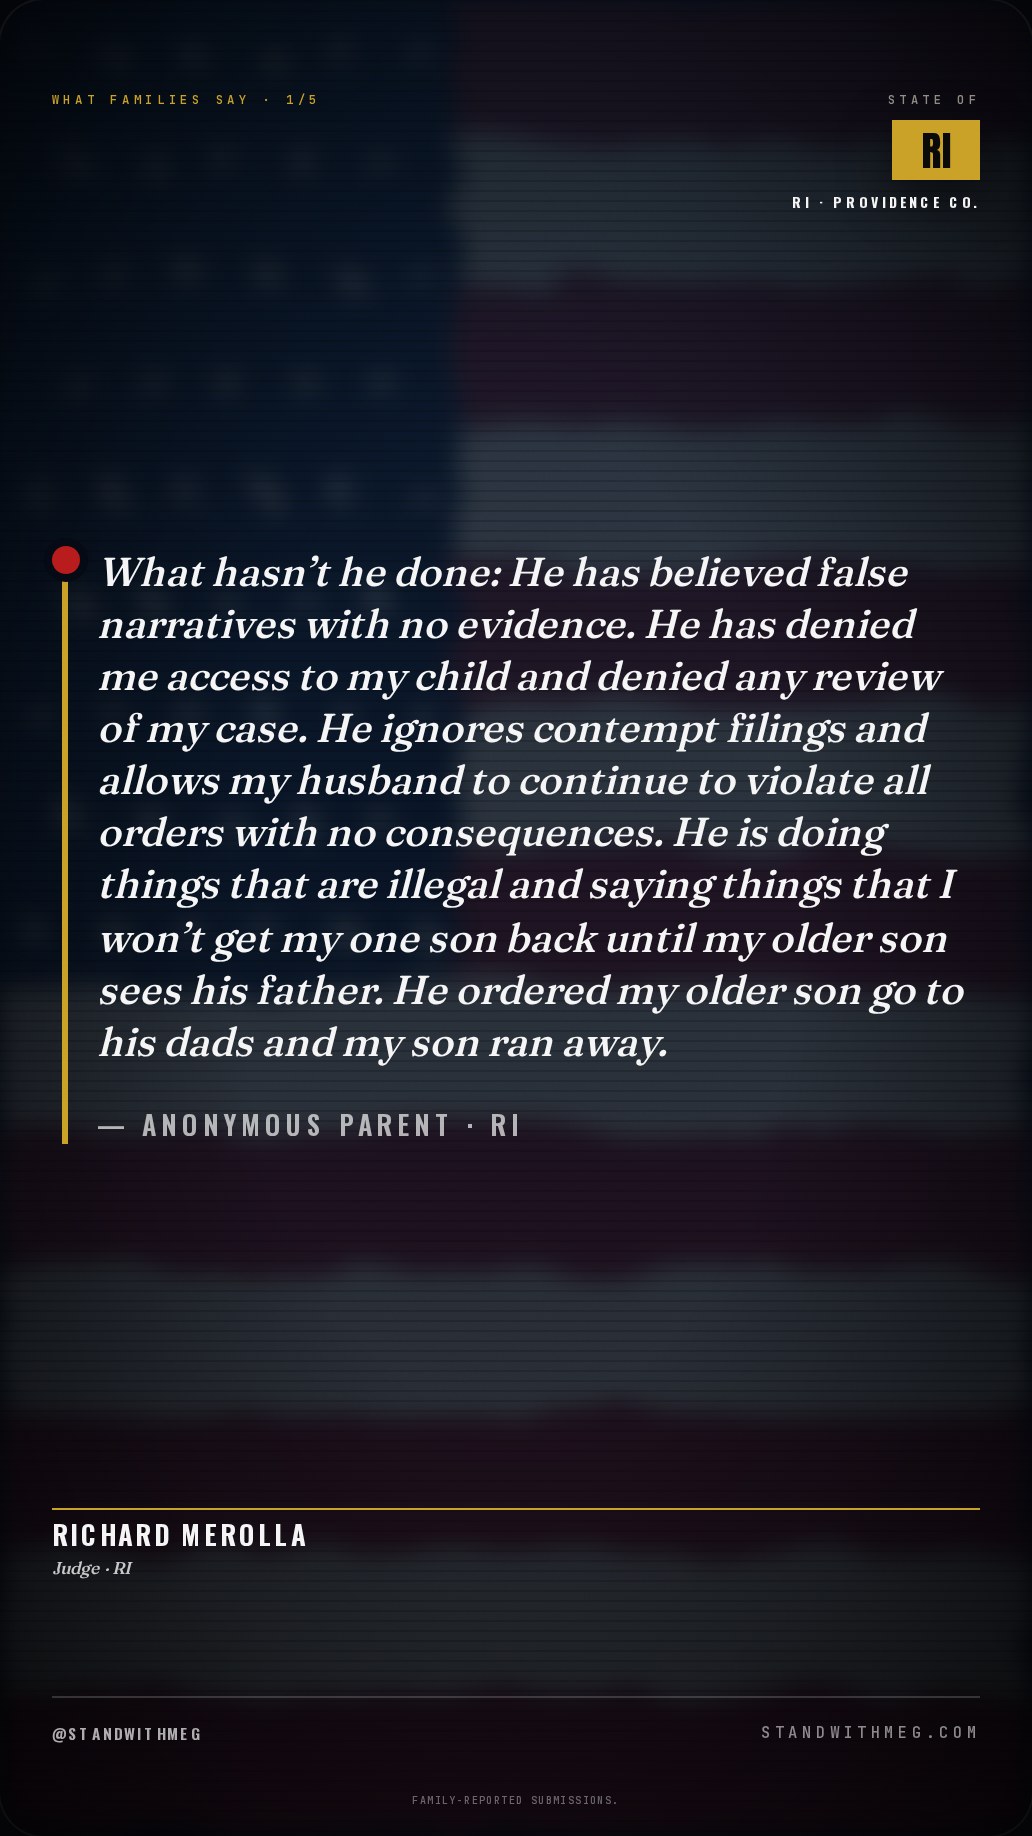 WHAT FAMILIES SAY · 1/5
STATE OF
RI
RI · PROVIDENCE CO.
What hasn’t he done: He has believed false
narratives with no evidence. He has denied
me access to my child and denied any review
of my case. He ignores contempt filings and
allows my husband to continue to violate all
orders with no consequences. He is doing
things that are illegal and saying things that I
won’t get my one son back until my older son
sees his father. He ordered my older son go to
his dads and my son ran away.
— ANONYMOUS PARENT · RI
RICHARD MEROLLA
Judge · RI
@STANDWITHMEG
STANDWITHMEG.COM
FAMILY-REPORTED SUBMISSIONS.